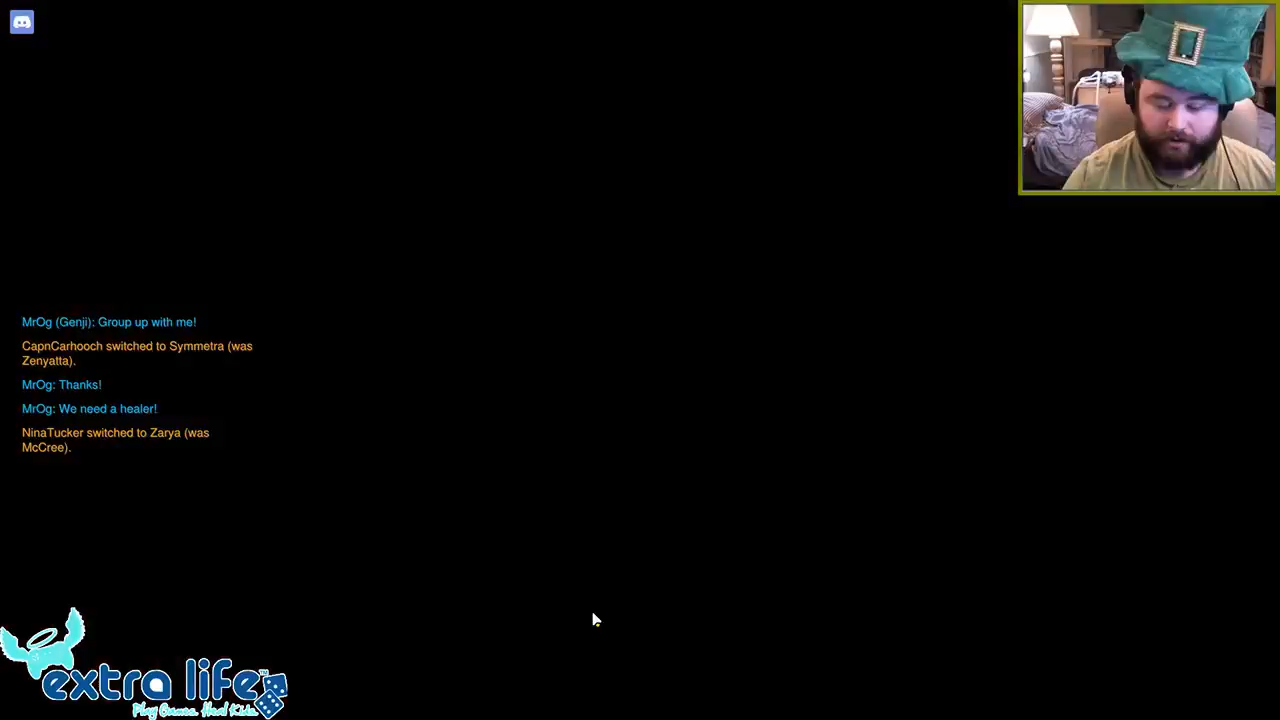 MrOg (Genji): Group up with me!
CapnCarhooch switched to Symmetra (was
Zenyatta).
MrOg: Thanks!
MrOg: We need a healer!
NinaTucker switched to Zarya (was
McCree).
extra life
Play Games. Heal Kids.